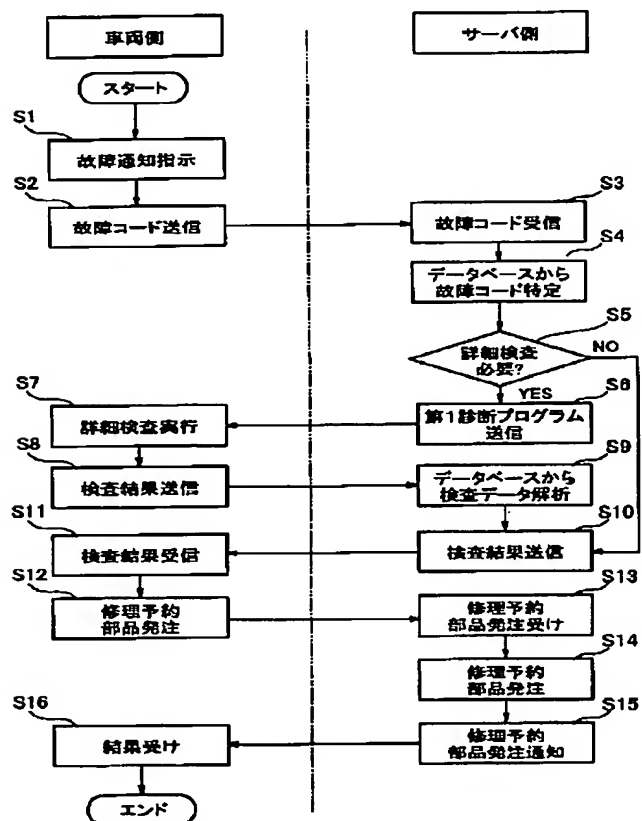 車両側
サーバ側
スタート
S1
故障通知指示
S2
故障コード送信
S3
故障コード受信
S4
データベースから
故障コード特定
S5
詳細検査
必要?
NO
YES
S6
第1診断プログラム
送信
S7
詳細検査実行
S8
検査結果送信
S9
データベースから
検査データ解析
S10
検査結果送信
S11
検査結果受信
S12
修理予約
部品発注
S13
修理予約
部品発注受け
S14
修理予約
部品発注
S15
修理予約
部品発注通知
S16
結果受け
エンド